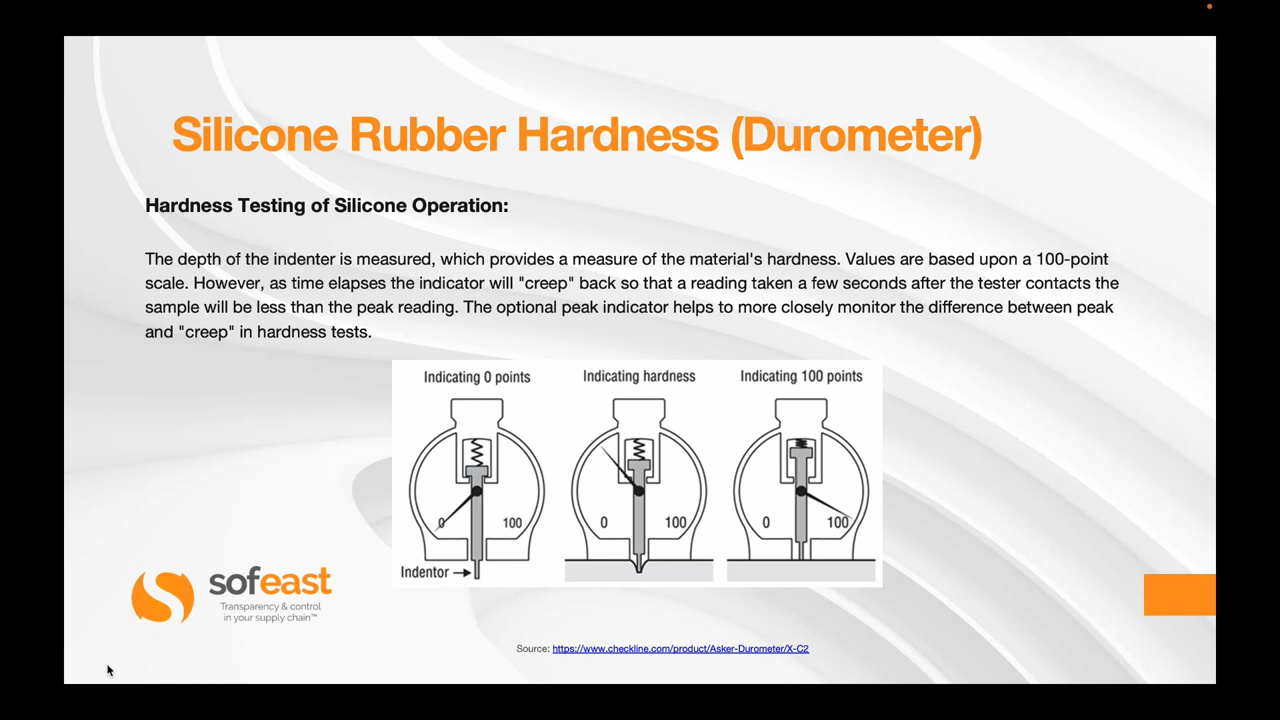 Silicone Rubber Hardness (Durometer)
Hardness Testing of Silicone Operation:
The depth of the indenter is measured, which provides a measure of the material's hardness. Values are based upon a 100-point
scale. However, as time elapses the indicator will "creep" back so that a reading taken a few seconds after the tester contacts the
sample will be less than the peak reading. The optional peak indicator helps to more closely monitor the difference between peak
and "creep" in hardness tests.
Indicating 0 points
Indicating hardness
Indicating 100 points
0
100
0
100
0
100
Indentor
sofeast
Transparency & control
in your supply chain™
Source: https://www.checkline.com/product/Asker-Durometer/X-C2